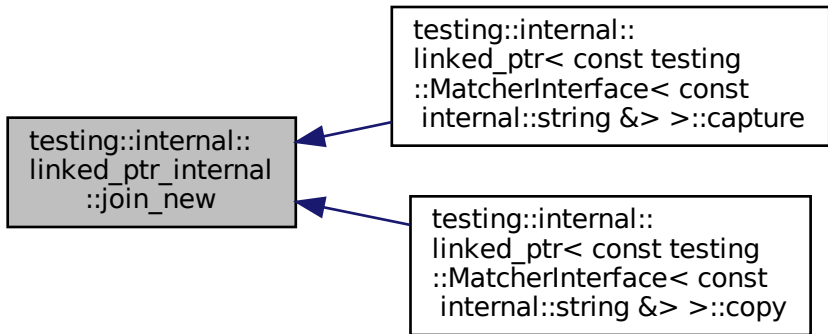 testing::internal::
linked_ptr_internal
::join_new
testing::internal::
linked_ptr< const testing
::MatcherInterface< const
internal::string &> >::capture
testing::internal::
linked_ptr< const testing
::MatcherInterface< const
internal::string &> >::copy